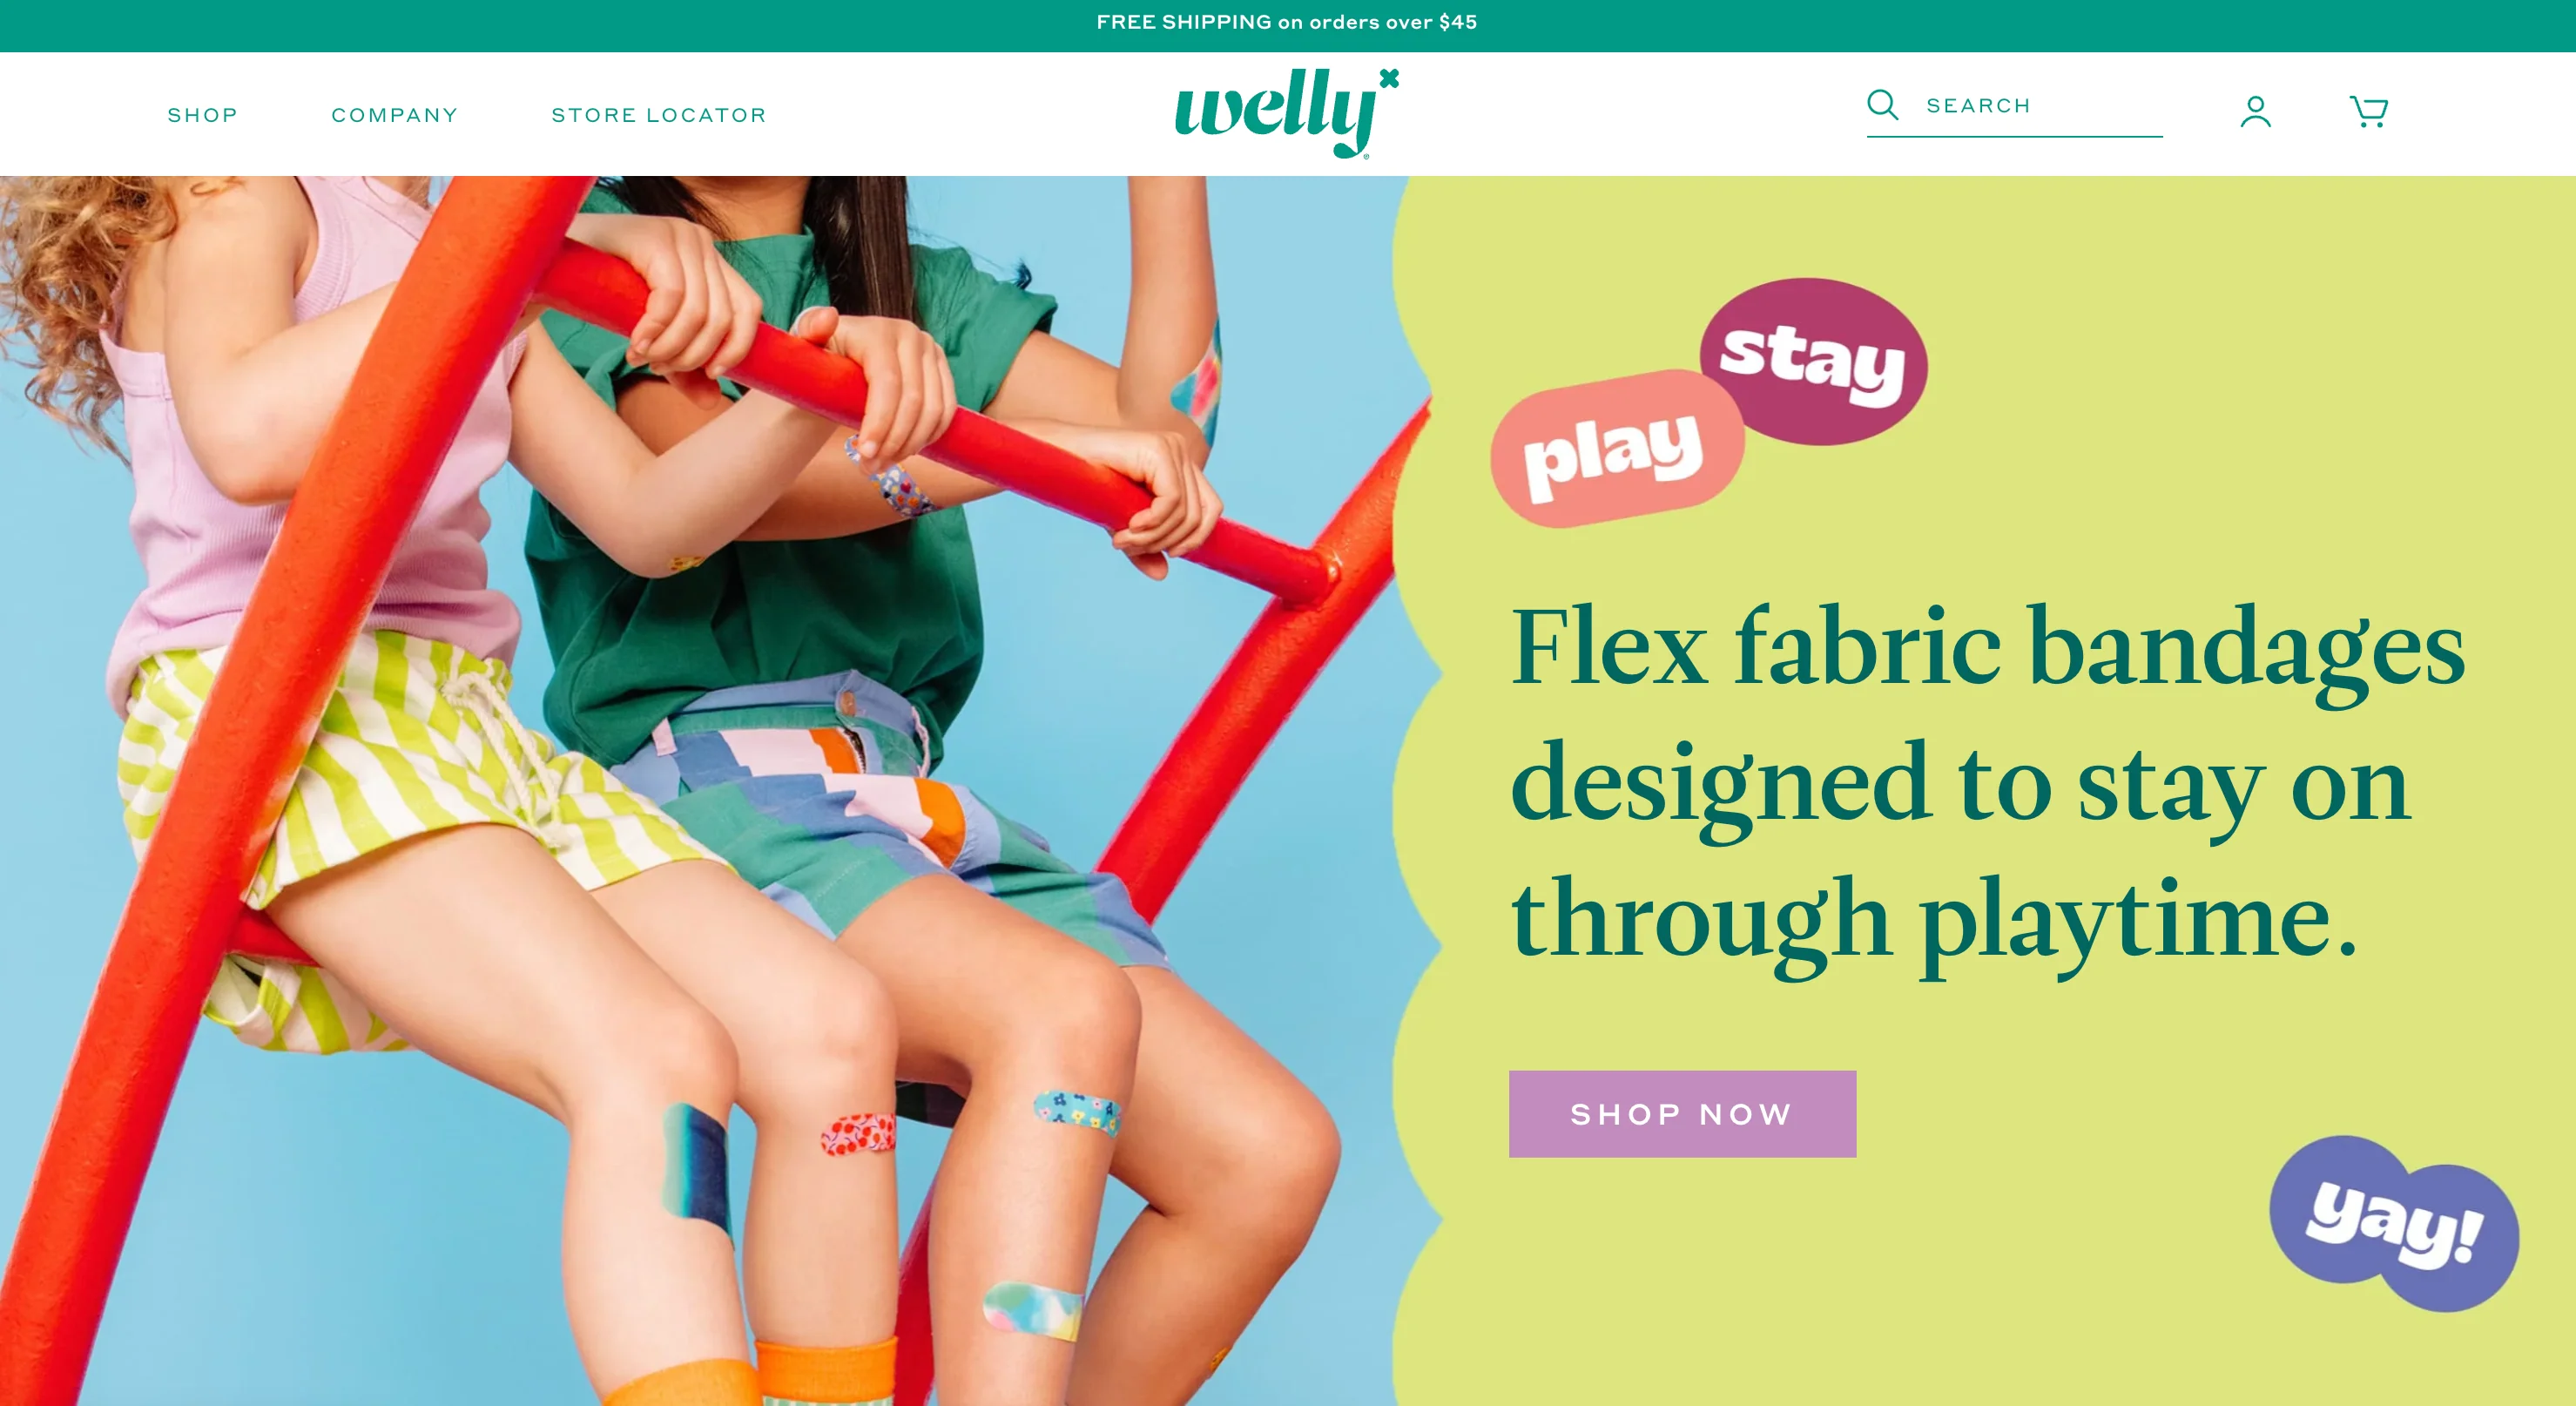 FREE SHIPPING on orders over $45
SHOP
COMPANY
STORE LOCATOR
welly
SEARCH
stay
play
Flex fabric bandages
designed to stay on
through playtime.
SHOP NOW
yay!